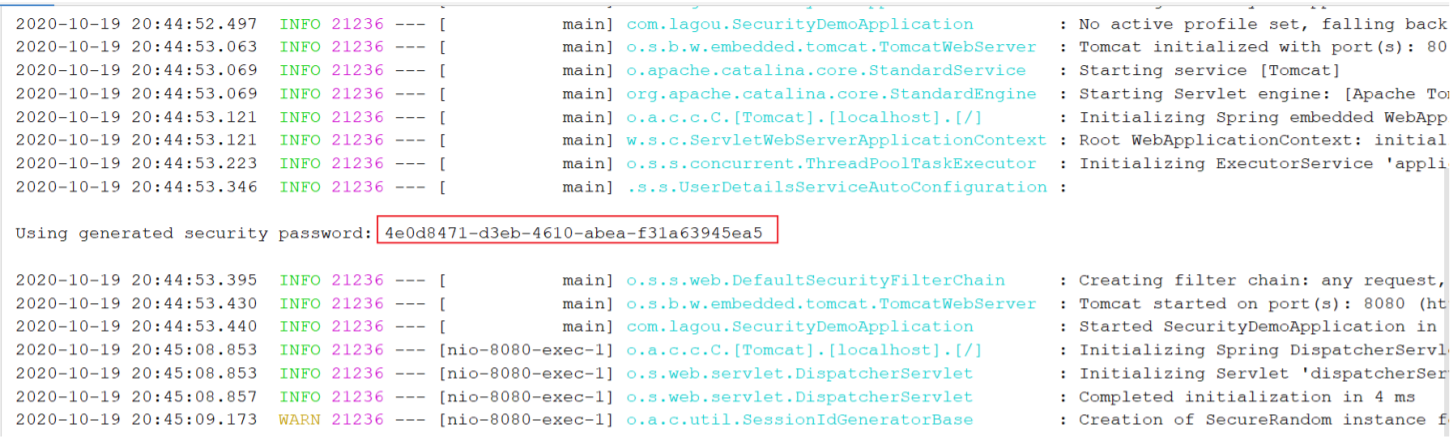 2020-10-19 20:44:52.497  INFO 21236 --- [           main] com.lagou.SecurityDemoApplication        : No active profile set, falling back
2020-10-19 20:44:53.063  INFO 21236 --- [           main] o.s.b.w.embedded.tomcat.TomcatWebServer  : Tomcat initialized with port(s): 80
2020-10-19 20:44:53.069  INFO 21236 --- [           main] o.apache.catalina.core.StandardService   : Starting service [Tomcat]
2020-10-19 20:44:53.069  INFO 21236 --- [           main] org.apache.catalina.core.StandardEngine  : Starting Servlet engine: [Apache Tom
2020-10-19 20:44:53.121  INFO 21236 --- [           main] o.a.c.c.C.[Tomcat].[localhost].[/]       : Initializing Spring embedded WebApp
2020-10-19 20:44:53.121  INFO 21236 --- [           main] w.s.c.ServletWebServerApplicationContext : Root WebApplicationContext: initial
2020-10-19 20:44:53.223  INFO 21236 --- [           main] o.s.s.concurrent.ThreadPoolTaskExecutor  : Initializing ExecutorService 'appli
2020-10-19 20:44:53.346  INFO 21236 --- [           main] .s.s.UserDetailsServiceAutoConfiguration :
Using generated security password: 4e0d8471-d3eb-4610-abea-f31a63945ea5
2020-10-19 20:44:53.395  INFO 21236 --- [           main] o.s.s.web.DefaultSecurityFilterChain     : Creating filter chain: any request,
2020-10-19 20:44:53.430  INFO 21236 --- [           main] o.s.b.w.embedded.tomcat.TomcatWebServer  : Tomcat started on port(s): 8080 (ht
2020-10-19 20:44:53.440  INFO 21236 --- [           main] com.lagou.SecurityDemoApplication        : Started SecurityDemoApplication in
2020-10-19 20:45:08.853  INFO 21236 --- [nio-8080-exec-1] o.a.c.c.C.[Tomcat].[localhost].[/]       : Initializing Spring DispatcherServl
2020-10-19 20:45:08.853  INFO 21236 --- [nio-8080-exec-1] o.s.web.servlet.DispatcherServlet        : Initializing Servlet 'dispatcherSer
2020-10-19 20:45:08.857  INFO 21236 --- [nio-8080-exec-1] o.s.web.servlet.DispatcherServlet        : Completed initialization in 4 ms
2020-10-19 20:45:09.173  WARN 21236 --- [nio-8080-exec-1] o.a.c.util.SessionIdGeneratorBase        : Creation of SecureRandom instance f